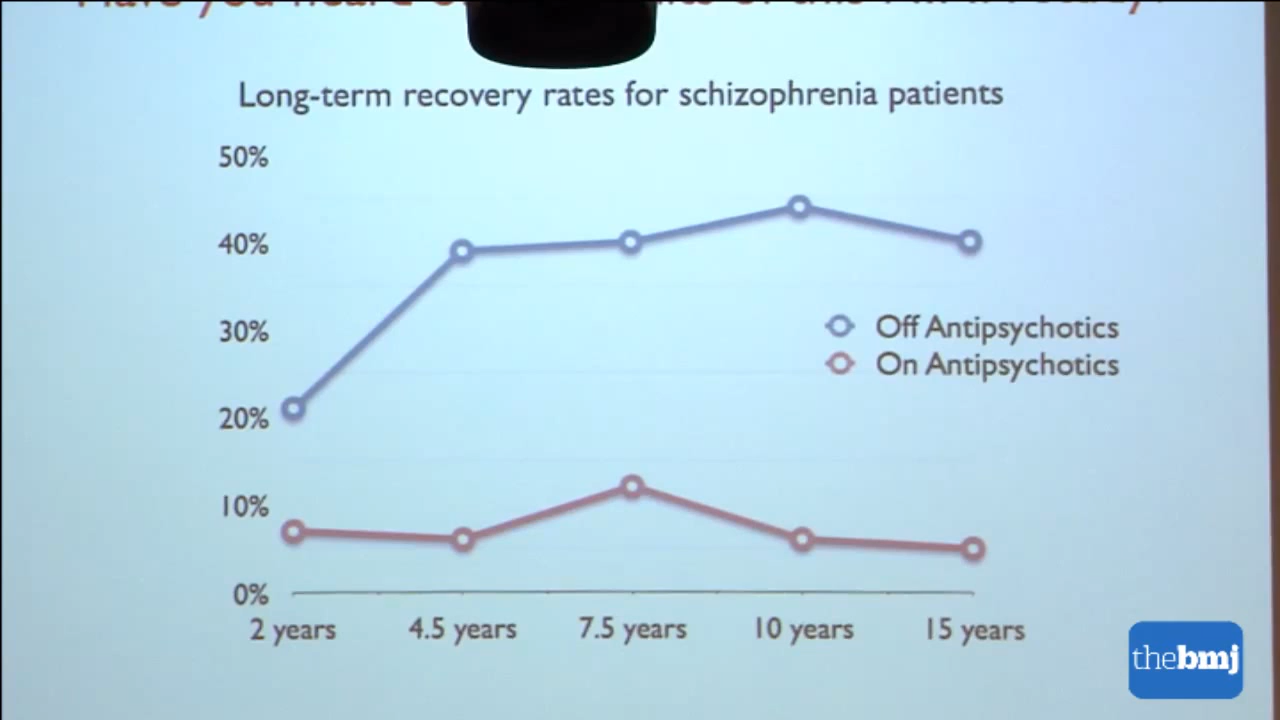 Long-term recovery rates for schizophrenia patients
50%
40%
30%
20%
10%
0%
Off Antipsychotics
On Antipsychotics
2 years
4.5 years
7.5 years
10 years
15 years
thebmj